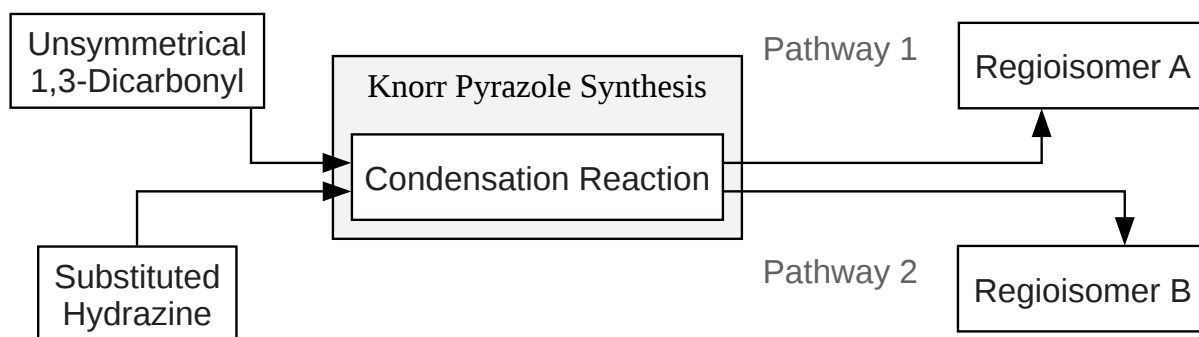 Unsymmetrical
1,3-Dicarbonyl
Substituted
Hydrazine
Knorr Pyrazole Synthesis
Condensation Reaction
Pathway 1
Regioisomer A
Pathway 2
Regioisomer B